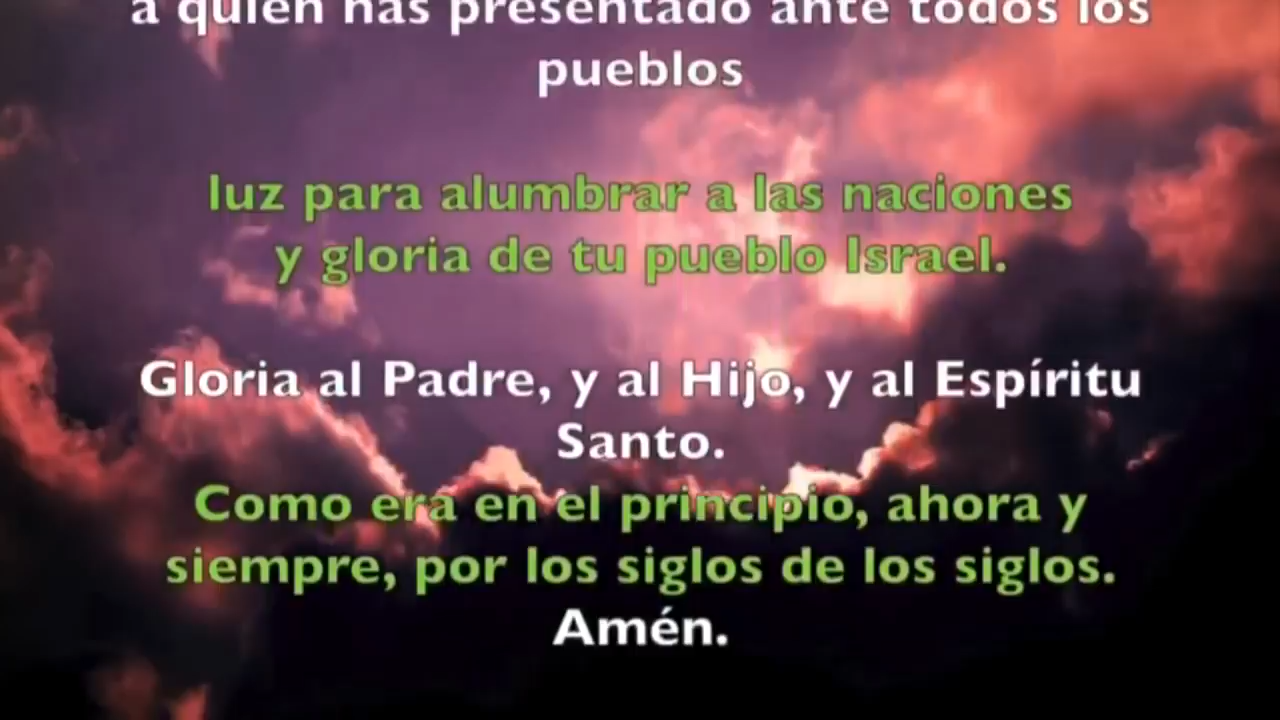 a quien has presentado ante todos los
pueblos
luz para alumbrar a las naciones
y gloria de tu pueblo Israel.
Gloria al Padre, y al Hijo, y al Espíritu
Santo.
Como era en el principio, ahora y
siempre, por los siglos de los siglos.
Amén.